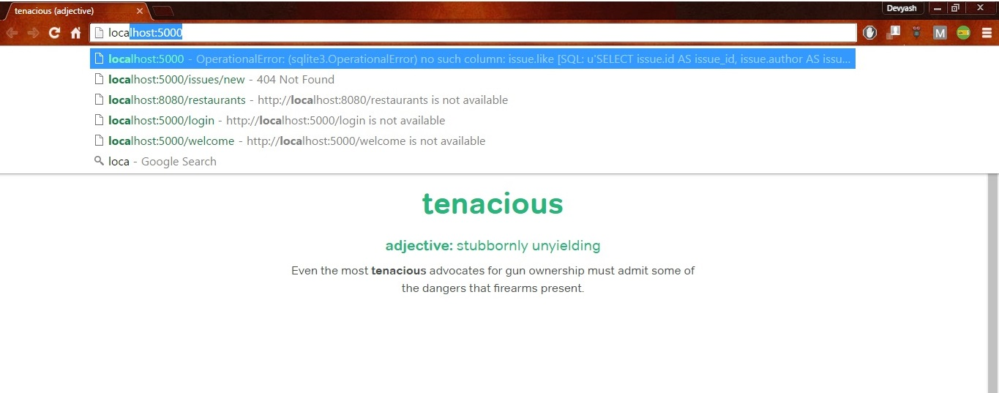 tenacious (adjective)
Devyash
localhost:5000
M
localhost:5000 - OperationalError: (sqlite3.OperationalError) no such column: issue.like [SQL: u'SELECT issue.id AS issue_id, issue.author AS issu...
localhost:5000/issues/new - 404 Not Found
localhost:8080/restaurants - http://localhost:8080/restaurants is not available
localhost:5000/login - http://localhost:5000/login is not available
localhost:5000/welcome - http://localhost:5000/welcome is not available
loca - Google Search
tenacious
adjective: stubbornly unyielding
Even the most tenacious advocates for gun ownership must admit some of
the dangers that firearms present.